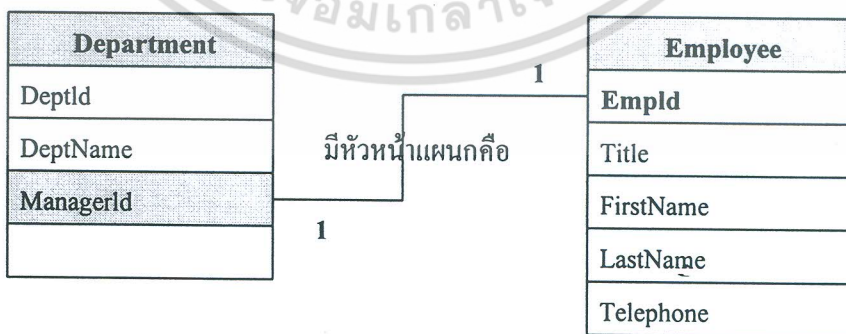 Department
DeptId
DeptName
ManagerId
1
มีหัวหน้าแผนกคือ
1
Employee
EmpId
Title
FirstName
LastName
Telephone